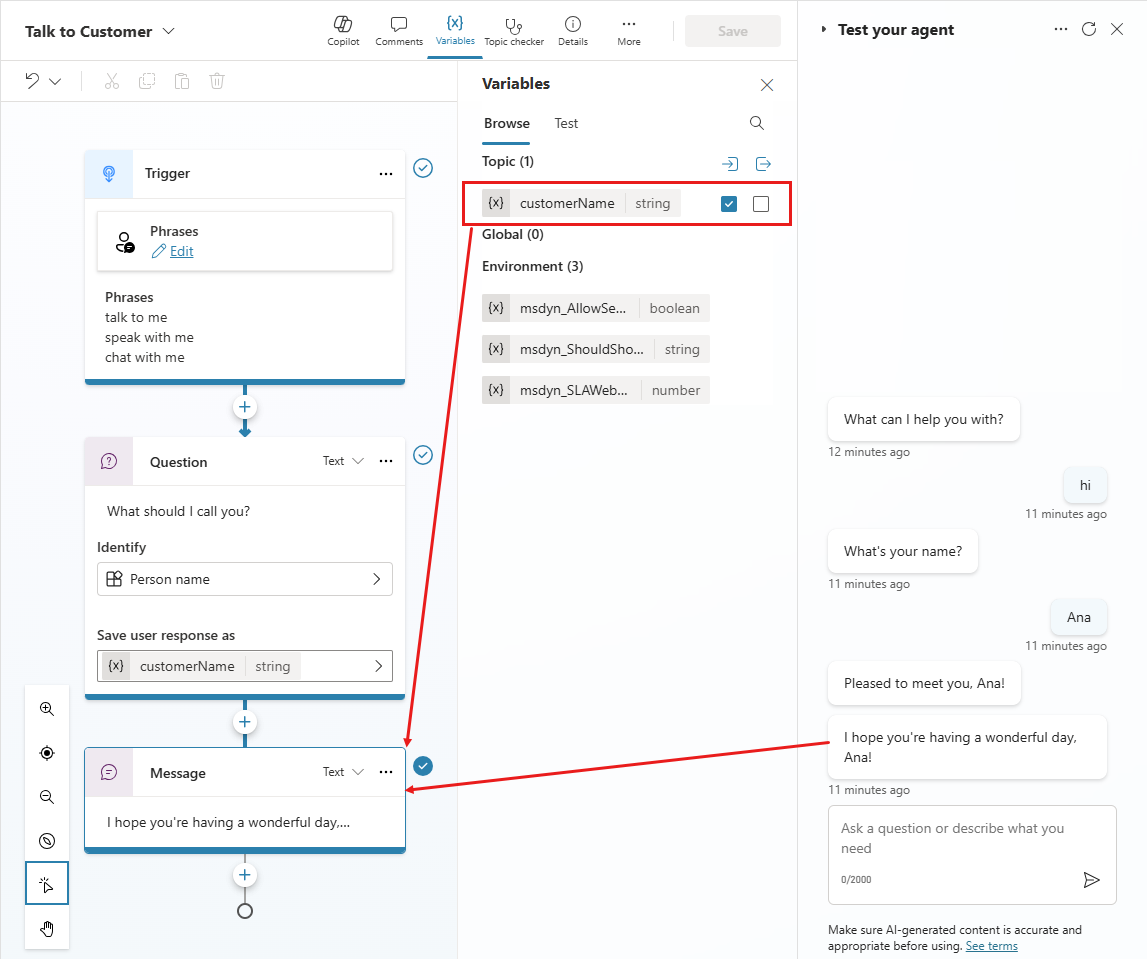 Talk to Customer
Copilot
Comments
{x}
Variables
Topic checker
Details
More
Save
Trigger
Phrases
Edit
Phrases
talk to me
speak with me
chat with me
Question
Text
What should I call you?
Identify
Person name
Save user response as
{x} customerName string
Message
Text
I hope you're having a wonderful day,...
Variables
Browse Test
Topic (1)
{x} customerName string
Global (0)
Environment (3)
{x} msdyn_AllowSe... boolean
{x} msdyn_ShouldSho... string
{x} msdyn_SLAWeb... number
Test your agent
What can I help you with?
12 minutes ago
hi
11 minutes ago
What's your name?
11 minutes ago
Ana
11 minutes ago
Pleased to meet you, Ana!
I hope you're having a wonderful day,
Ana!
11 minutes ago
Ask a question or describe what you
need
0/2000
Make sure AI-generated content is accurate and
appropriate before using. See terms